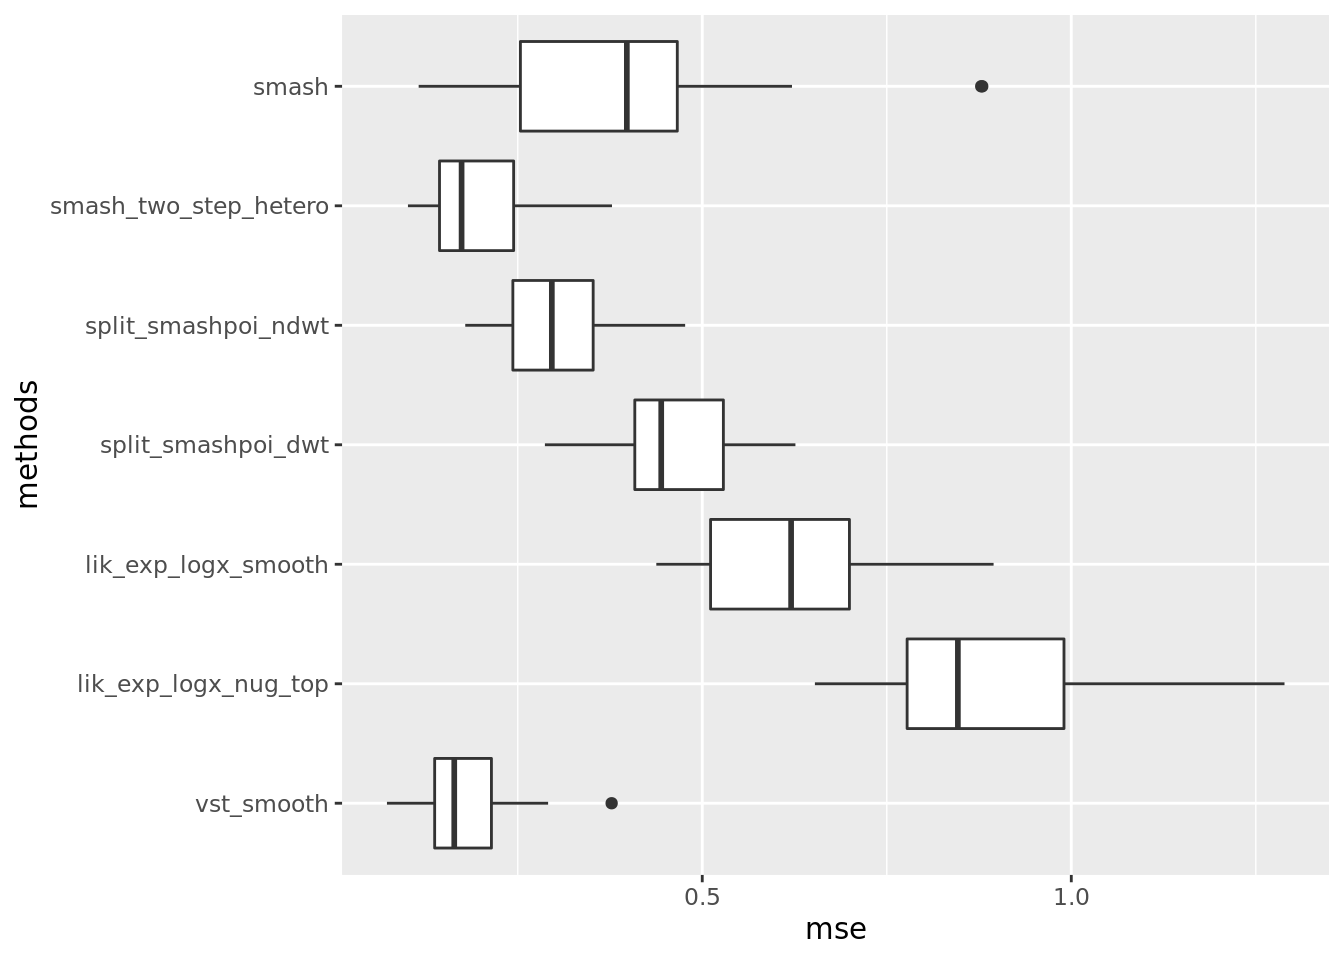 smash
smash_two_step_hetero
split_smashpoi_ndwt
split_smashpoi_dwt
lik_exp_logx_smooth
lik_exp_logx_nug_top
vst_smooth
methods
0.5 1.0
mse